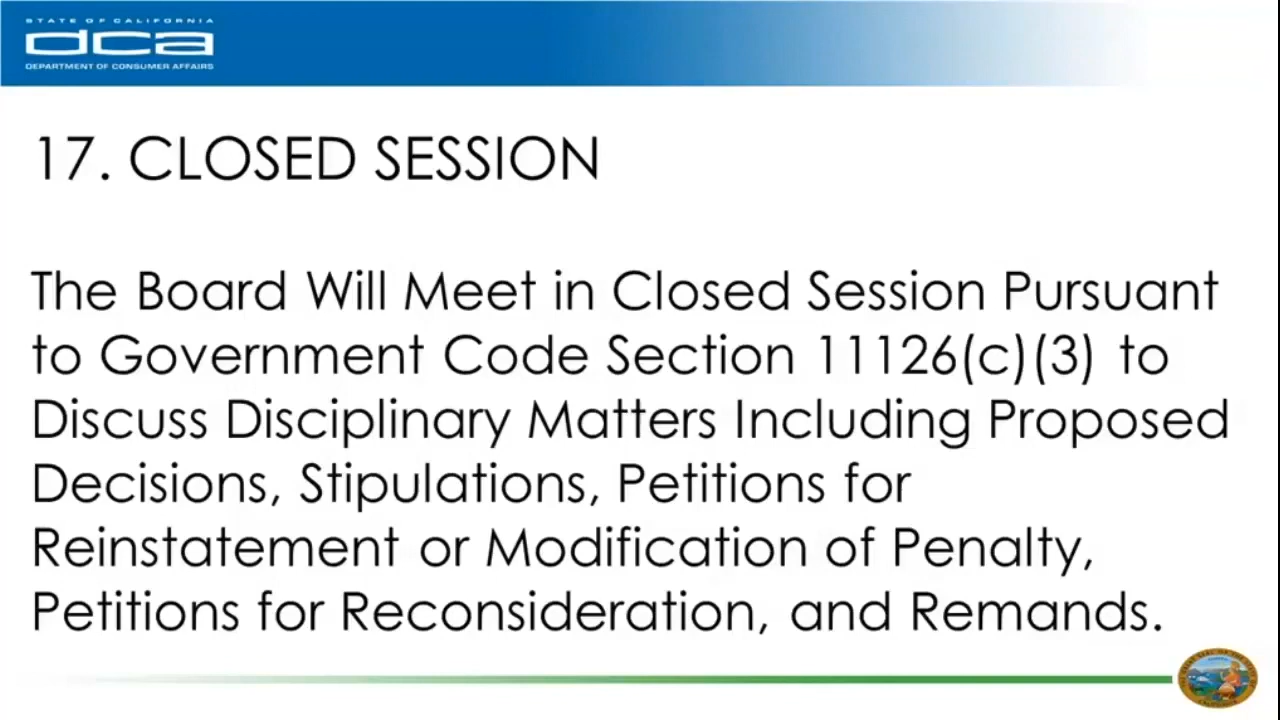 STATE OF CALIFORNIA
dca
DEPARTMENT OF CONSUMER AFFAIRS
17. CLOSED SESSION
The Board Will Meet in Closed Session Pursuant
to Government Code Section 11126(c)(3) to
Discuss Disciplinary Matters Including Proposed
Decisions, Stipulations, Petitions for
Reinstatement or Modification of Penalty,
Petitions for Reconsideration, and Remands.